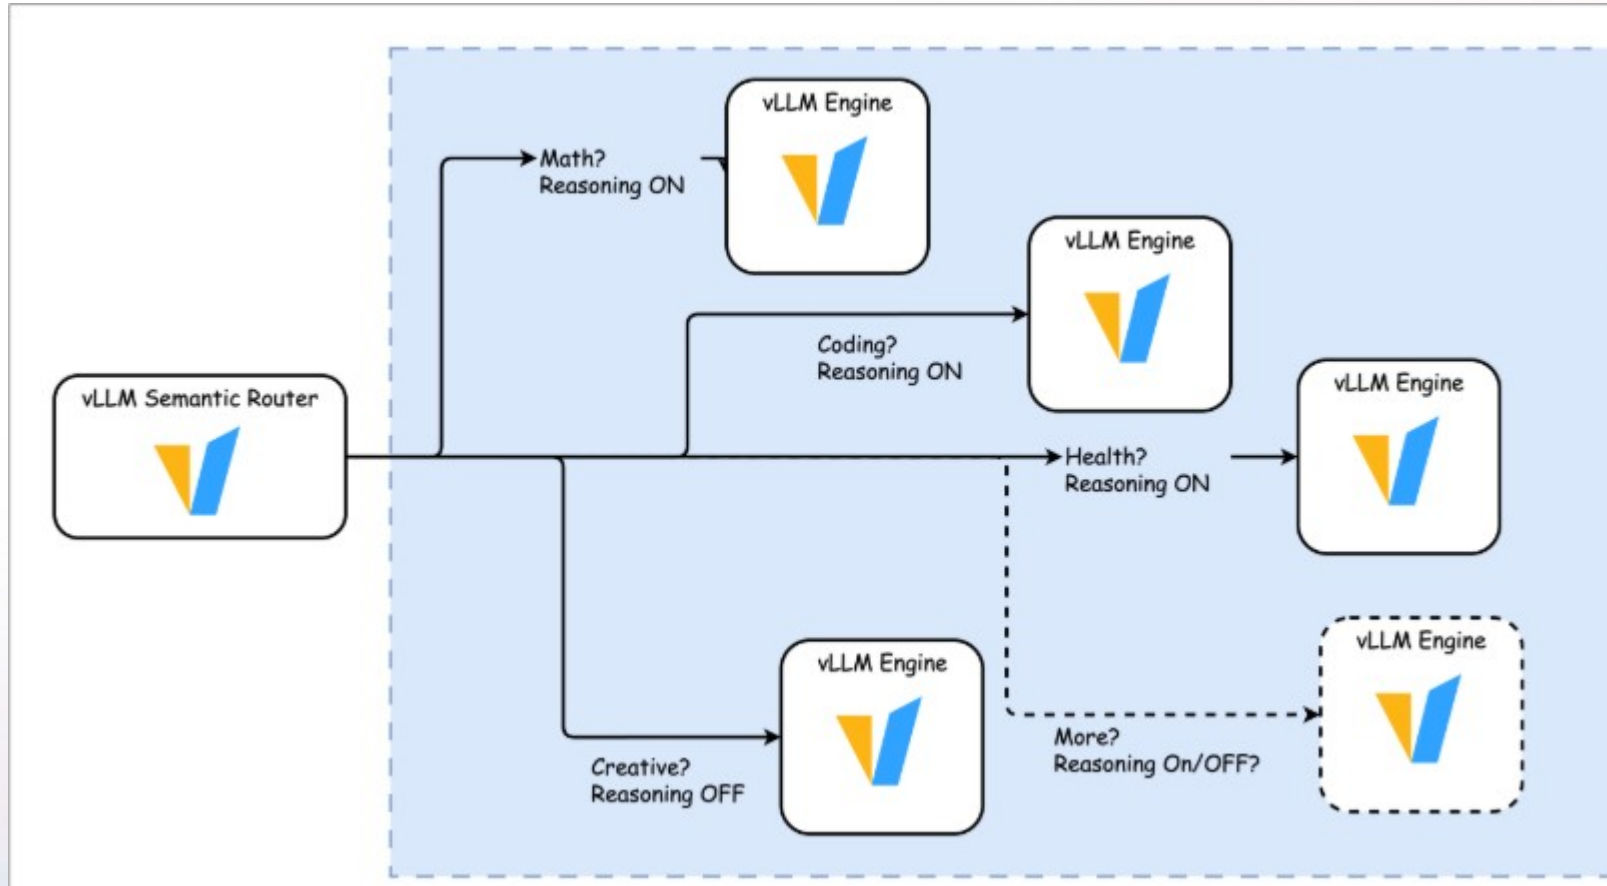 vLLM Engine
Math?
Reasoning ON
vLLM Engine
Coding?
Reasoning ON
vLLM Engine
vLLM Semantic Router
Health?
Reasoning ON
vLLM Engine
More?
Reasoning On/OFF?
vLLM Engine
Creative?
Reasoning OFF